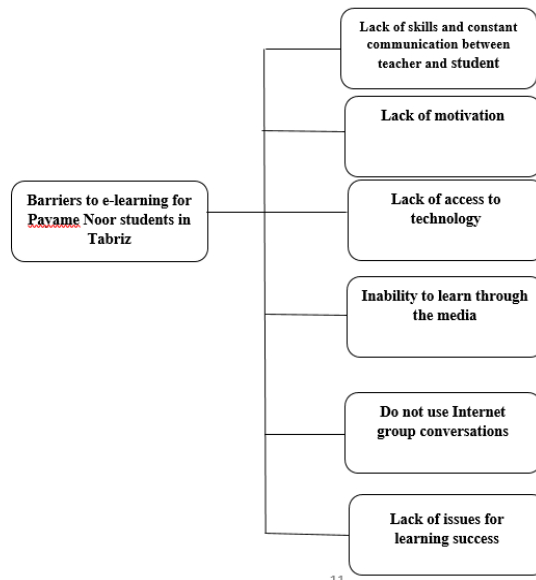 Lack of skills and constant
communication between
teacher and student
Lack of motivation
Barriers to e-learning for
Payame Noor students in
Tabriz
Lack of access to
technology
Inability to learn through
the media
Do not use Internet
group conversations
Lack of issues for
learning success
11